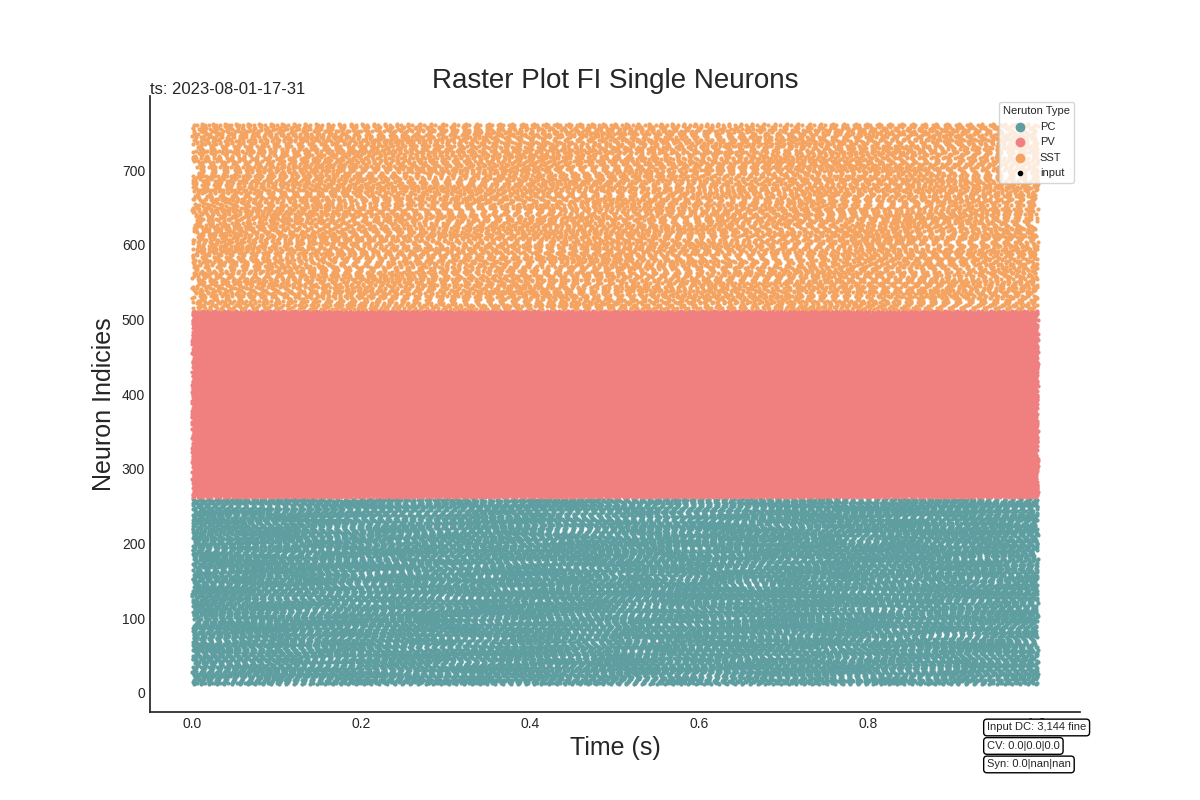 Raster Plot FI Single Neurons
ts: 2023-08-01-17-31
Neruton Type
PC
PV
SST
input
Neuron Indicies
700
600
500
400
300
200
100
0
0.0 0.2 0.4 0.6 0.8
Time (s)
Input DC: 3,144 fine
CV: 0.0|0.0|0.0
Syn: 0.0|nan|nan